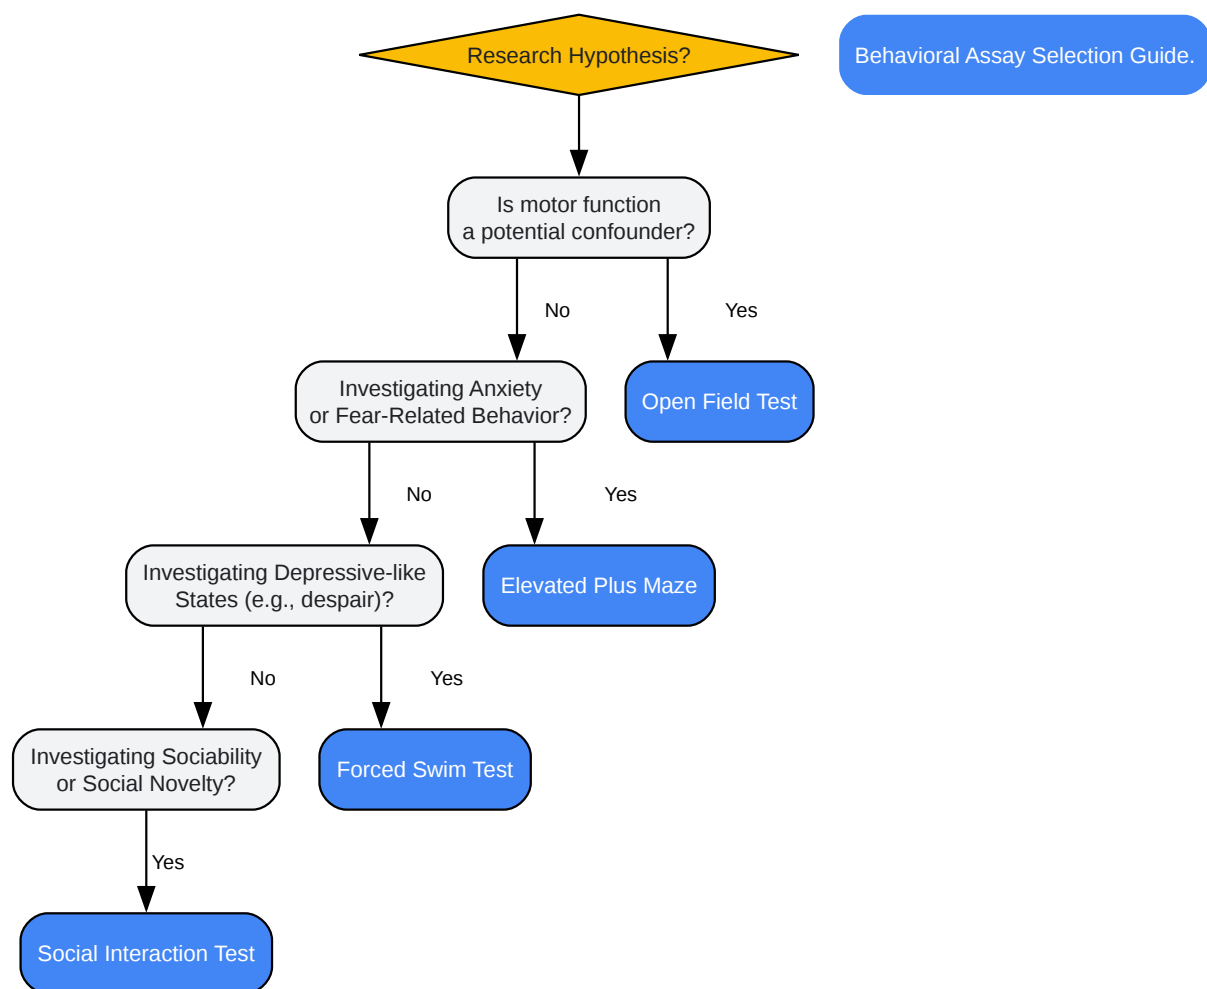 Research Hypothesis?
Behavioral Assay Selection Guide.
Is motor function
a potential confounder?
No
Yes
Investigating Anxiety
or Fear-Related Behavior?
Open Field Test
No
Yes
Investigating Depressive-like
States (e.g., despair)?
Elevated Plus Maze
No
Yes
Investigating Sociability
or Social Novelty?
Forced Swim Test
Yes
Social Interaction Test